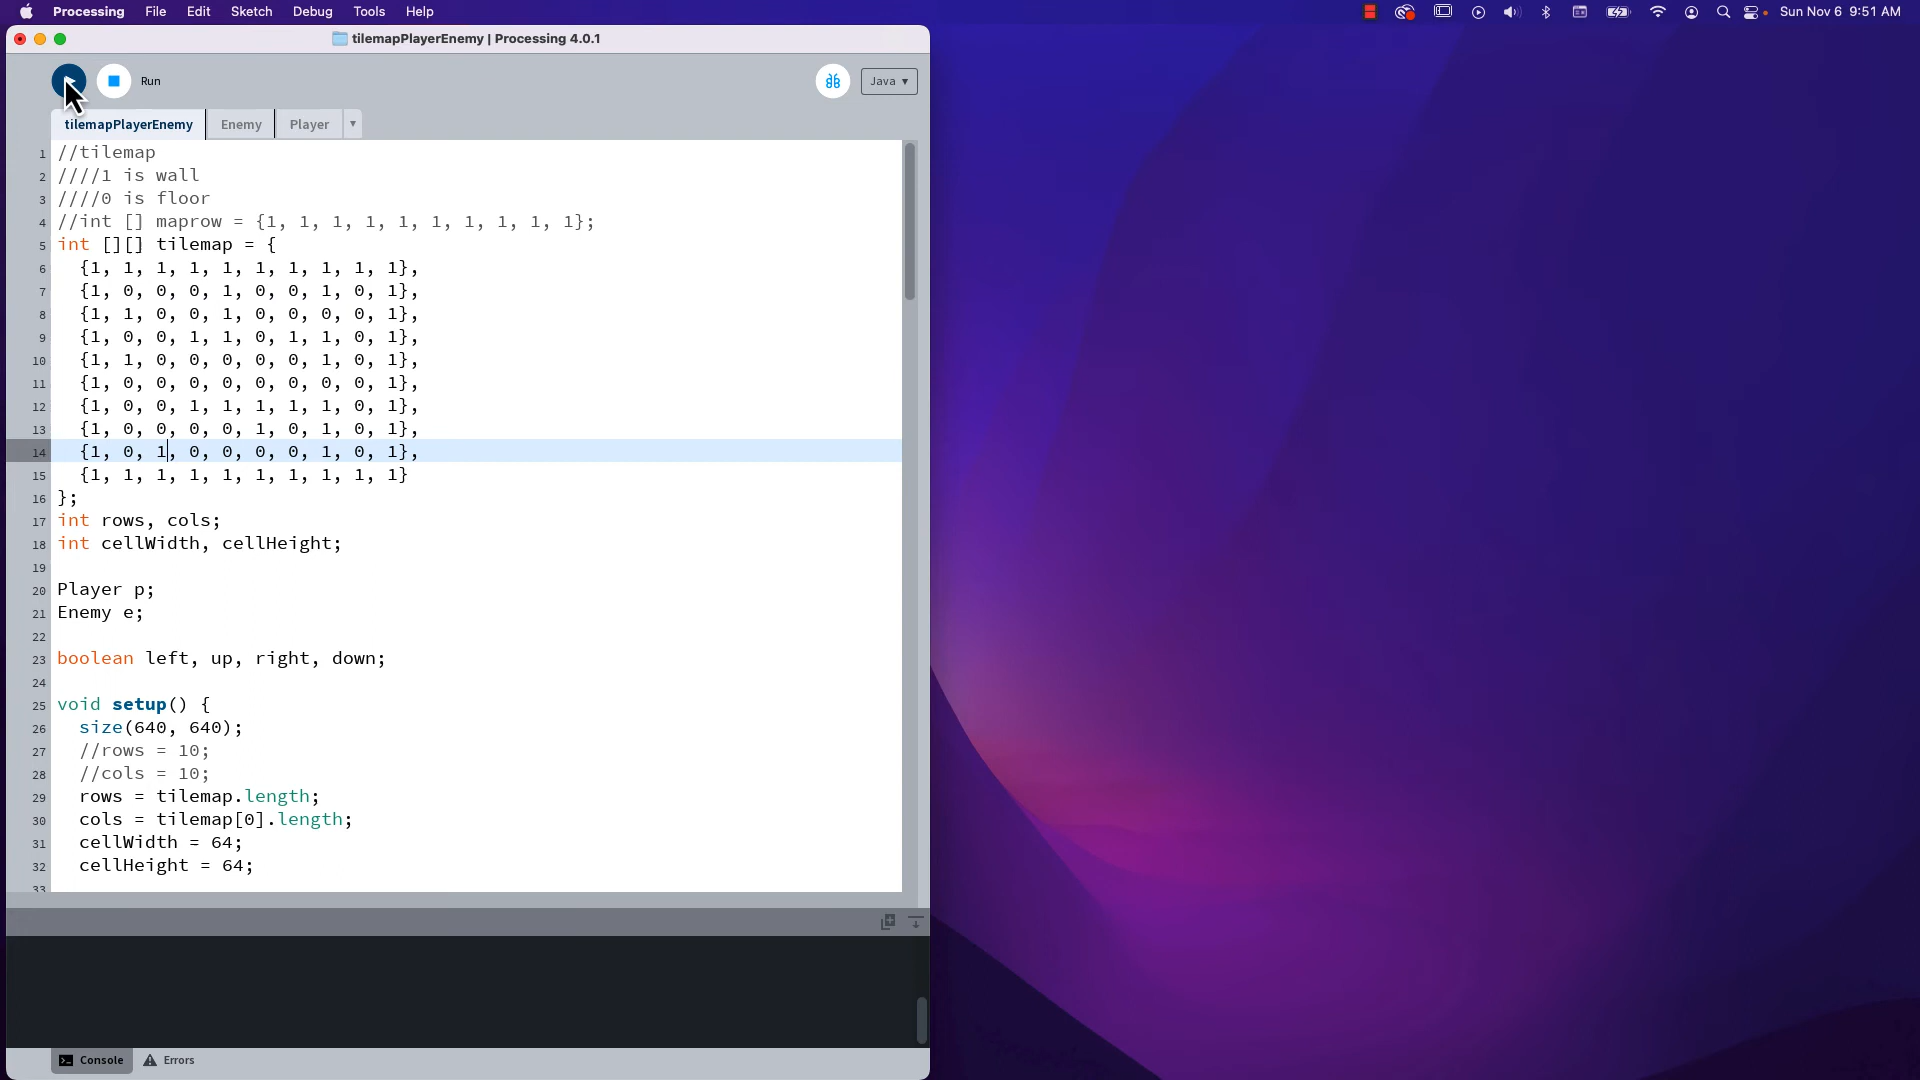 Processing File Edit Sketch Debug Tools Help
Sun Nov 6 9:51 AM
tilemapPlayerEnemy | Processing 4.0.1
Run
Java ▾
tilemapPlayerEnemy Enemy Player ▾
1 //tilemap
2 ////1 is wall
3 ////0 is floor
4 //int [] maprow = {1, 1, 1, 1, 1, 1, 1, 1, 1, 1};
5 int [][] tilemap = {
6 {1, 1, 1, 1, 1, 1, 1, 1, 1, 1},
7 {1, 0, 0, 0, 1, 0, 0, 1, 0, 1},
8 {1, 1, 0, 0, 1, 0, 0, 0, 0, 1},
9 {1, 0, 0, 1, 1, 0, 1, 1, 0, 1},
10 {1, 1, 0, 0, 0, 0, 0, 1, 0, 1},
11 {1, 0, 0, 0, 0, 0, 0, 0, 0, 1},
12 {1, 0, 0, 1, 1, 1, 1, 1, 0, 1},
13 {1, 0, 0, 0, 0, 1, 0, 1, 0, 1},
14 {1, 0, 1, 0, 0, 0, 0, 1, 0, 1},
15 {1, 1, 1, 1, 1, 1, 1, 1, 1, 1}
16 };
17 int rows, cols;
18 int cellWidth, cellHeight;
19
20 Player p;
21 Enemy e;
22
23 boolean left, up, right, down;
24
25 void setup() {
26 size(640, 640);
27 //rows = 10;
28 //cols = 10;
29 rows = tilemap.length;
30 cols = tilemap[0].length;
31 cellWidth = 64;
32 cellHeight = 64;
33
Console Errors